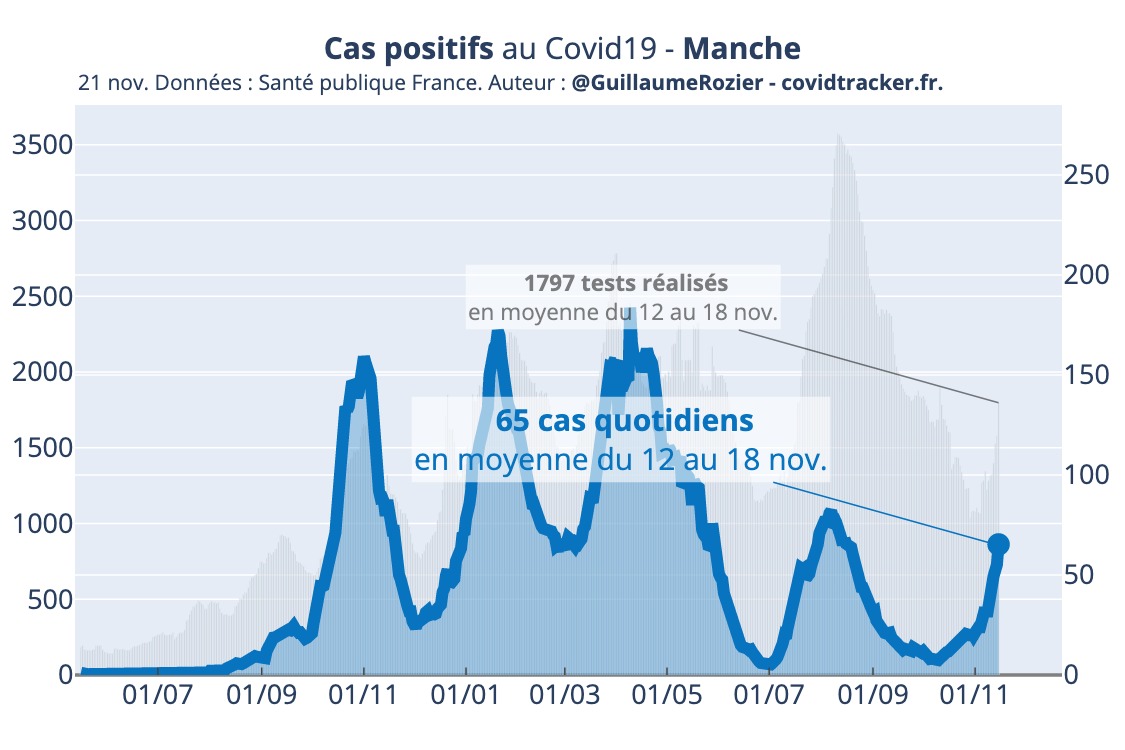 Cas positifs au Covid19 - Manche
21 nov. Données : Santé publique France. Auteur : @GuillaumeRozier - covidtracker.fr.
3500
3000
2500
2000
1500
1000
500
0
250
200
150
100
50
0
1797 tests réalisés
en moyenne du 12 au 18 nov.
65 cas quotidiens
en moyenne du 12 au 18 nov.
01/07 01/09 01/11 01/01 01/03 01/05 01/07 01/09 01/11